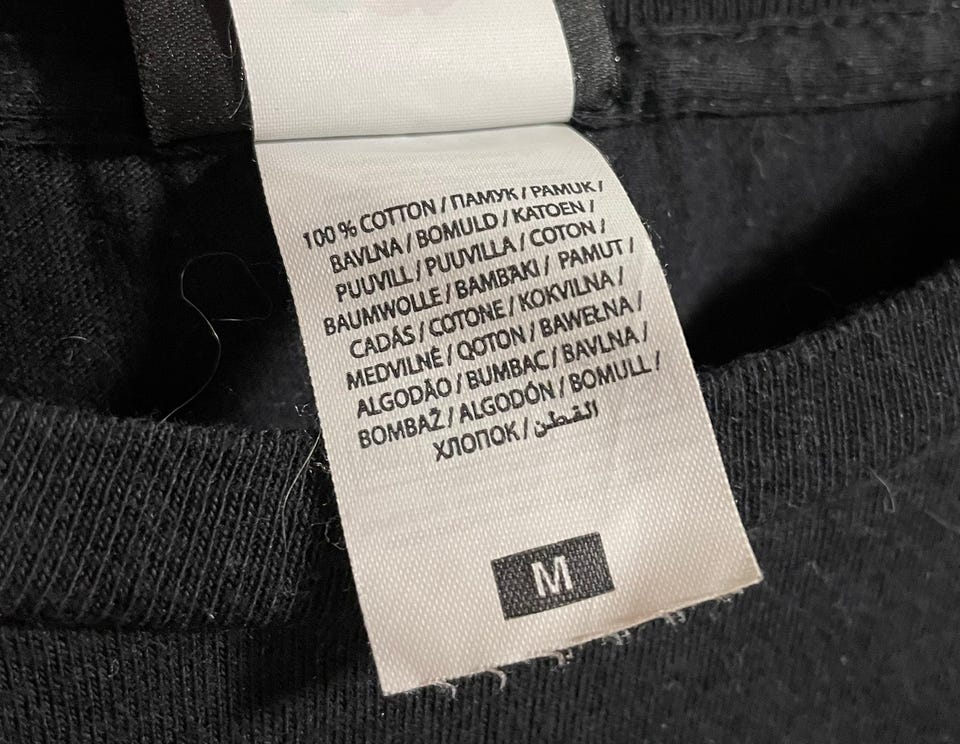 100 % COTTON / ПАМУК / PAMUK /
BAVLNA / BOMULD / KATOEN /
PUUVILL / PUUVILLA / COTON /
BAUMWOLLE / BAMBAKI / PAMUT /
CADÁS / COTONE / KOKVILNA /
MEDVILNĖ / QOTON / BAWEŁNA /
ALGODÃO / BUMBAC / BAVLNA /
BOMBAŽ / ALGODÓN / BOMULL /
ХЛОПОК / القطن
M